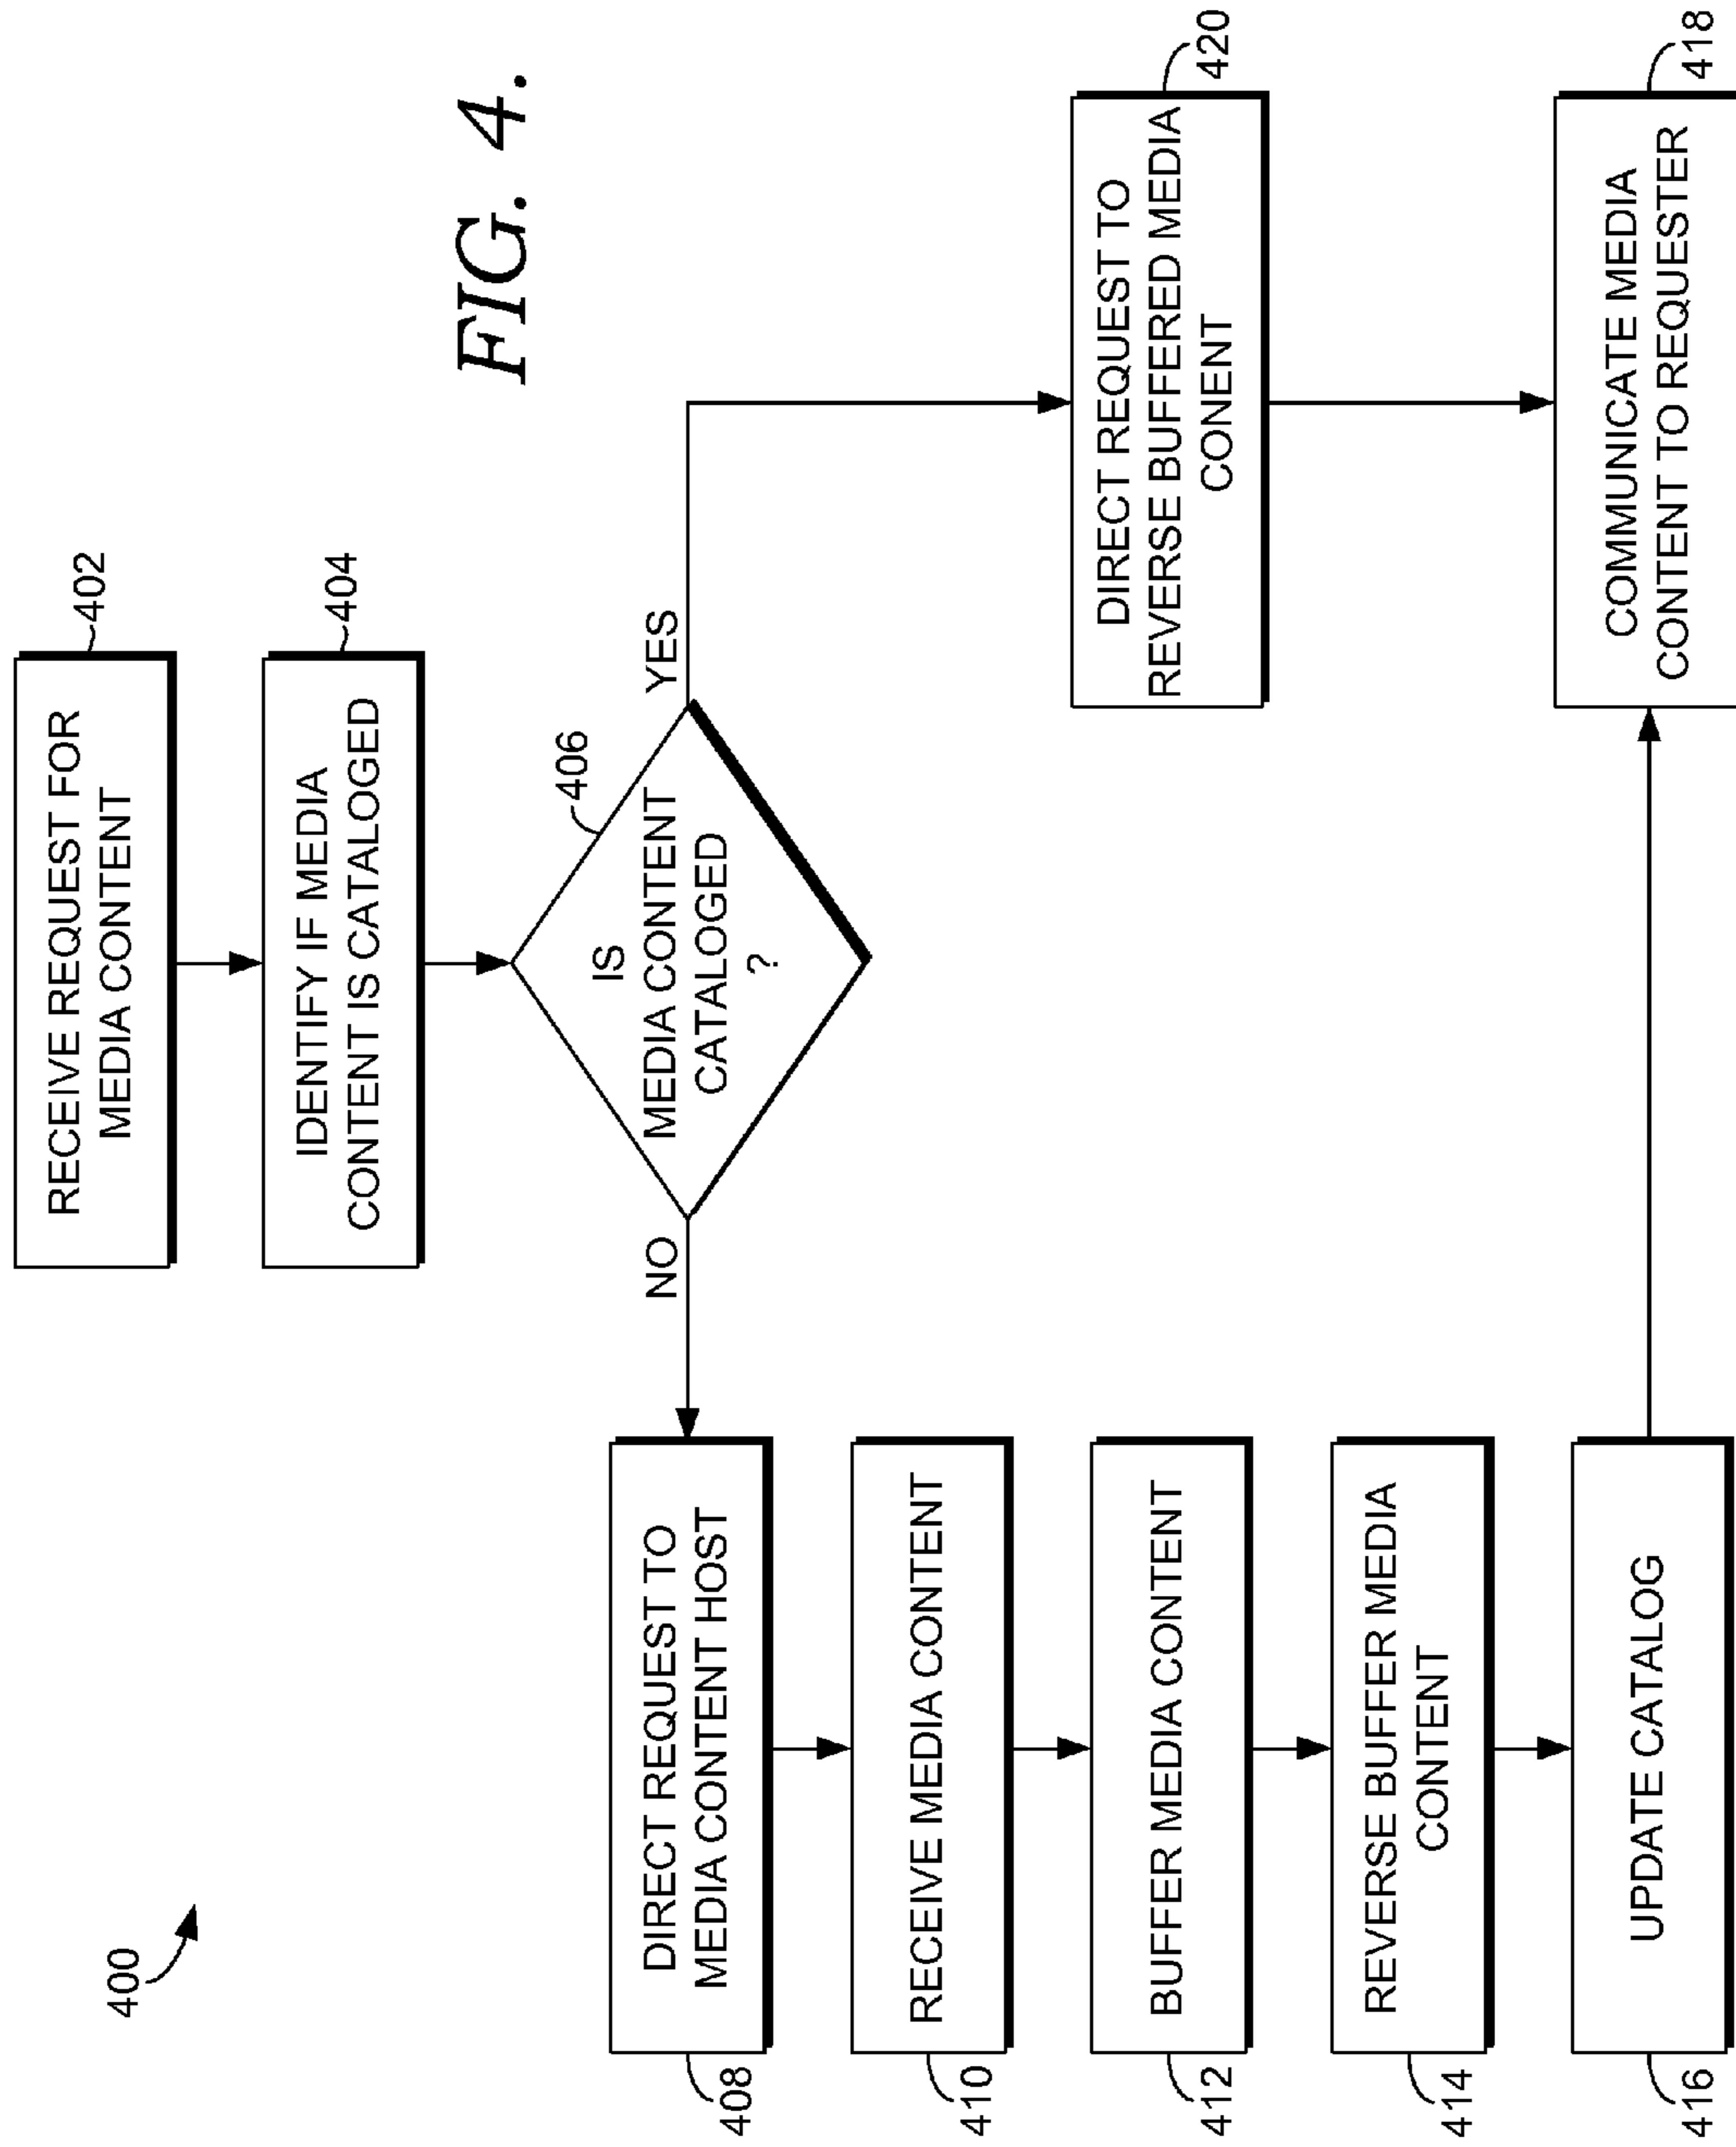 400
RECEIVE REQUEST FOR
MEDIA CONTENT
402
IDENTIFY IF MEDIA
CONTENT IS CATALOGED
404
FIG. 4.
IS
MEDIA CONTENT
CATALOGED
?
406
NO
YES
DIRECT REQUEST TO
MEDIA CONTENT HOST
408
RECEIVE MEDIA CONTENT
410
BUFFER MEDIA CONTENT
412
REVERSE BUFFER MEDIA
CONTENT
414
UPDATE CATALOG
416
DIRECT REQUEST TO
REVERSE BUFFERED MEDIA
CONENT
420
COMMUNICATE MEDIA
CONTENT TO REQUESTER
418